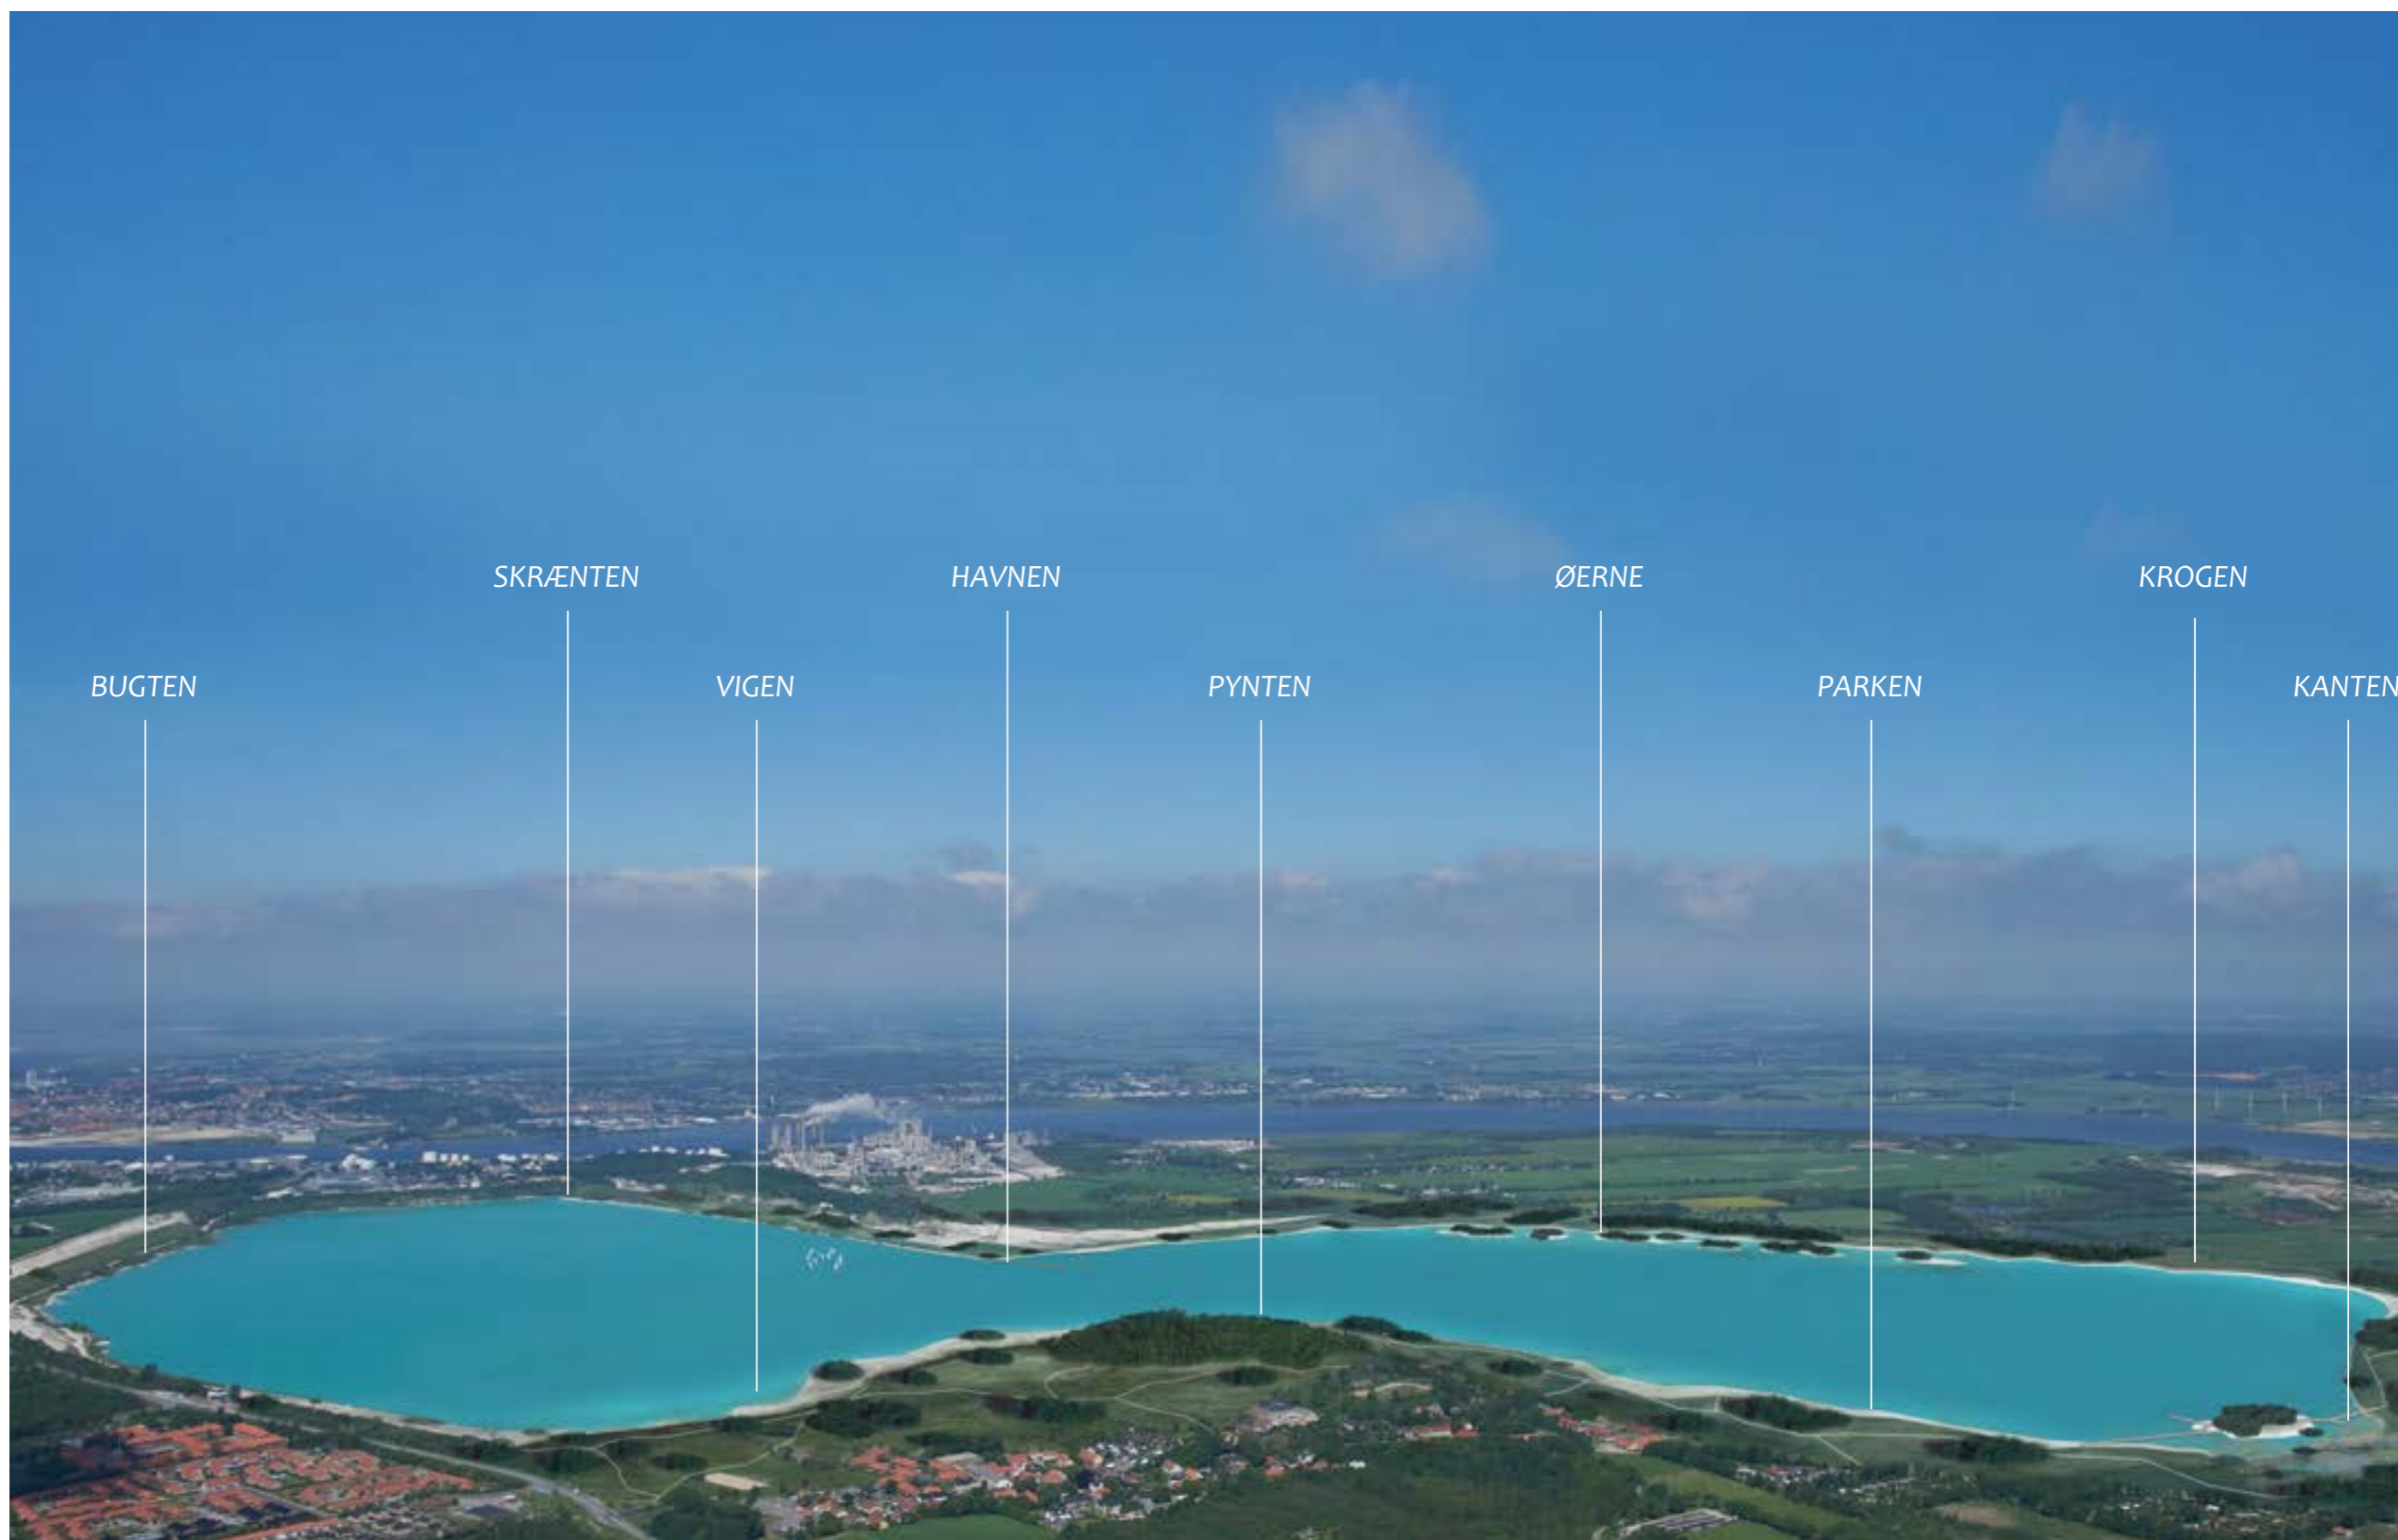 SKRÆNTEN
HAVNEN
ØERNE
KROGEN
BUGTEN
VIGEN
PYNTEN
PARKEN
KANTEN